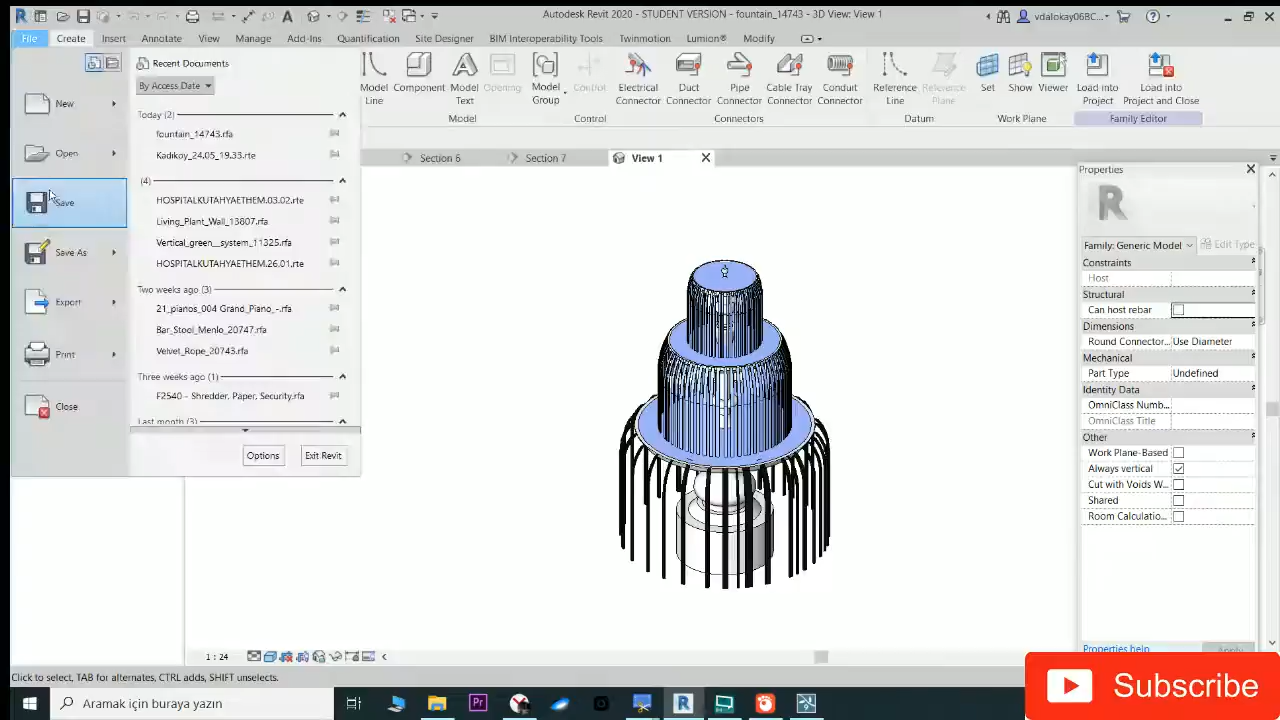 Autodesk Revit 2020 - STUDENT VERSION - fountain_14743 - 3D View: View 1
vdalokay06BC...
File Create Insert Annotate View Manage Add-Ins Quantification Site Designer BIM Interoperability Tools Twinmotion Lumion® Modify
Recent Documents
By Access Date
New
Open
Save
Save As
Export
Print
Close
Today (2)
fountain_14743.rfa
Kadıkoy_24.05_19.33.rte
(4)
HOSPITALKUTAHYAETHEM.03.02.rte
Living_Plant_Wall_13807.rfa
Vertical_green__system_11325.rfa
HOSPITALKUTAHYAETHEM.26.01.rte
Two weeks ago (3)
21_pianos_004 Grand_Piano_-.rfa
Bar_Stool_Menlo_20747.rfa
Velvet_Rope_20743.rfa
Three weeks ago (1)
F2540 - Shredder, Paper, Security.rfa
Last month (3)
Options Exit Revit
Model Line
Component
Model Text
Opening
Model Group
Control
Electrical Connector
Duct Connector
Pipe Connector
Cable Tray Connector
Conduit Connector
Reference Line
Reference Plane
Set
Show
Viewer
Load into Project
Load into Project and Close
Model Control Connectors Datum Work Plane Family Editor
Section 6 Section 7 View 1
Properties
R
Family: Generic Model Edit Type
Constraints
Host
Structural
Can host rebar
Dimensions
Round Connector... Use Diameter
Mechanical
Part Type Undefined
Identity Data
OmniClass Numb...
OmniClass Title
Other
Work Plane-Based
Always vertical
Cut with Voids W...
Shared
Room Calculatio...
Properties help Apply
1 : 24
Click to select, TAB for alternates, CTRL adds, SHIFT unselects.
Aramak için buraya yazın
Subscribe